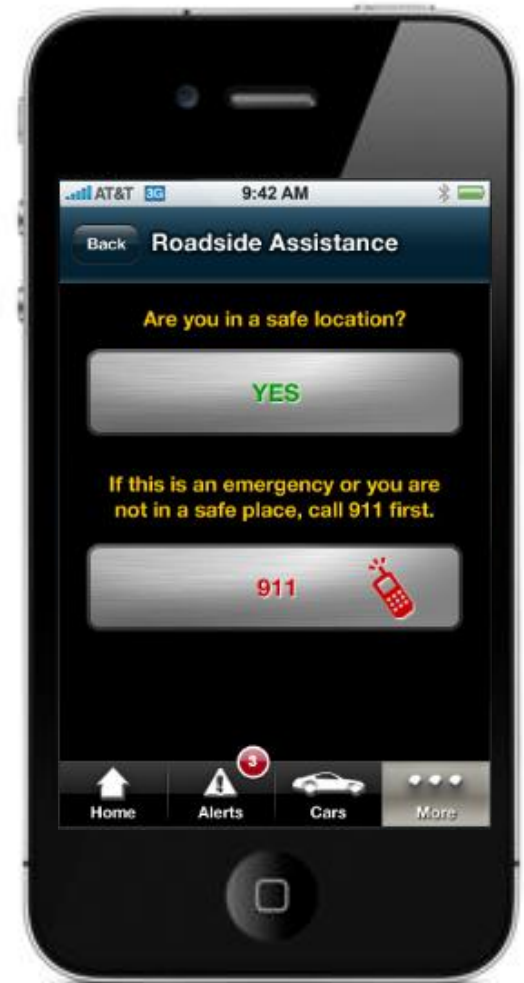 AT&T 3G 9:42 AM
Back Roadside Assistance
Are you in a safe location?
YES
If this is an emergency or you are
not in a safe place, call 911 first.
911
3
Home Alerts Cars More